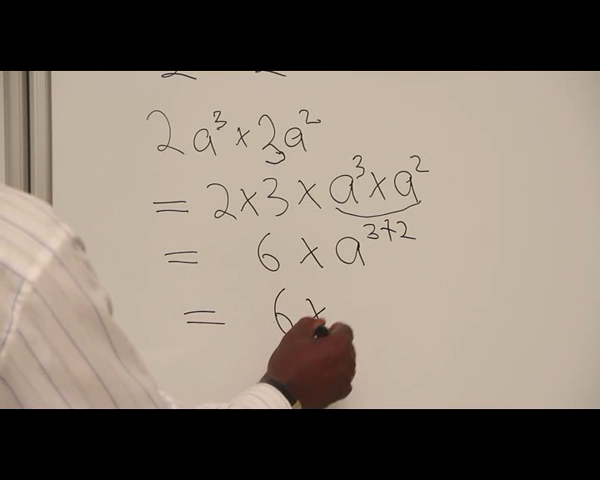 2a³ × 3a²
= 2 × 3 × a³ × a²
= 6 × a³⁺²
= 6 ×